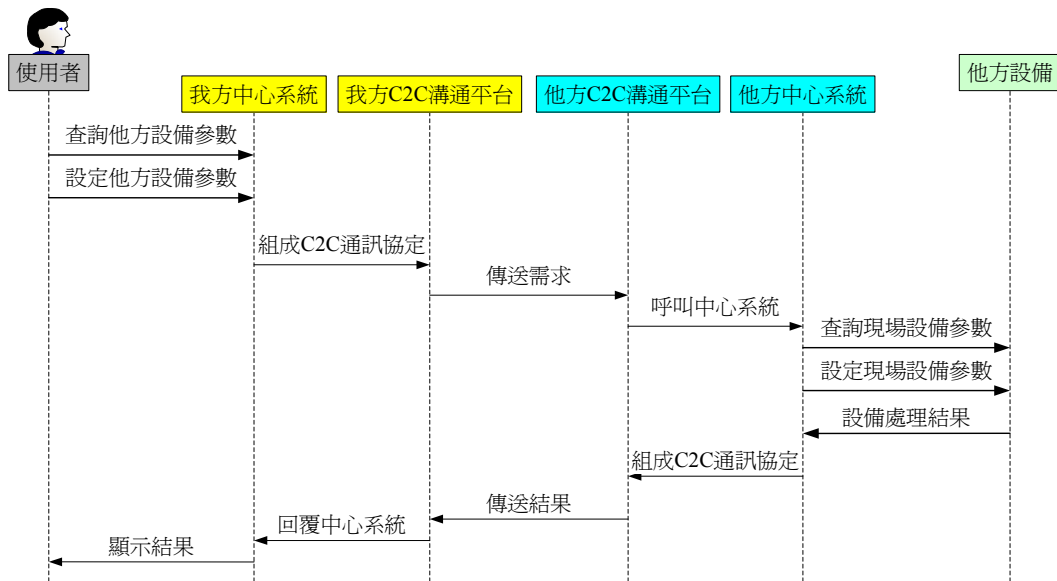 使用者
我方中心系統
我方C2C溝通平台
他方C2C溝通平台
他方中心系統
他方設備
查詢他方設備參數
設定他方設備參數
組成C2C通訊協定
傳送需求
呼叫中心系統
查詢現場設備參數
設定現場設備參數
設備處理結果
組成C2C通訊協定
傳送結果
回覆中心系統
顯示結果